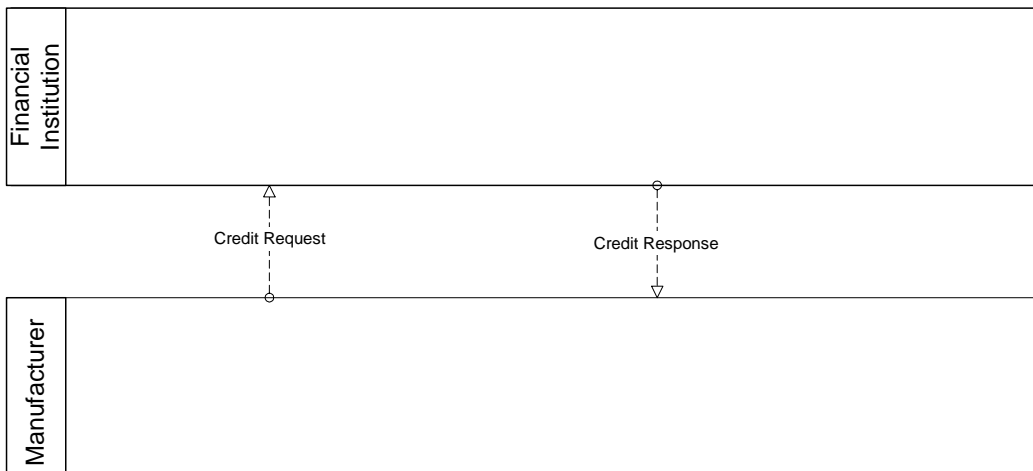 Financial
Institution
Credit Request
Credit Response
Manufacturer